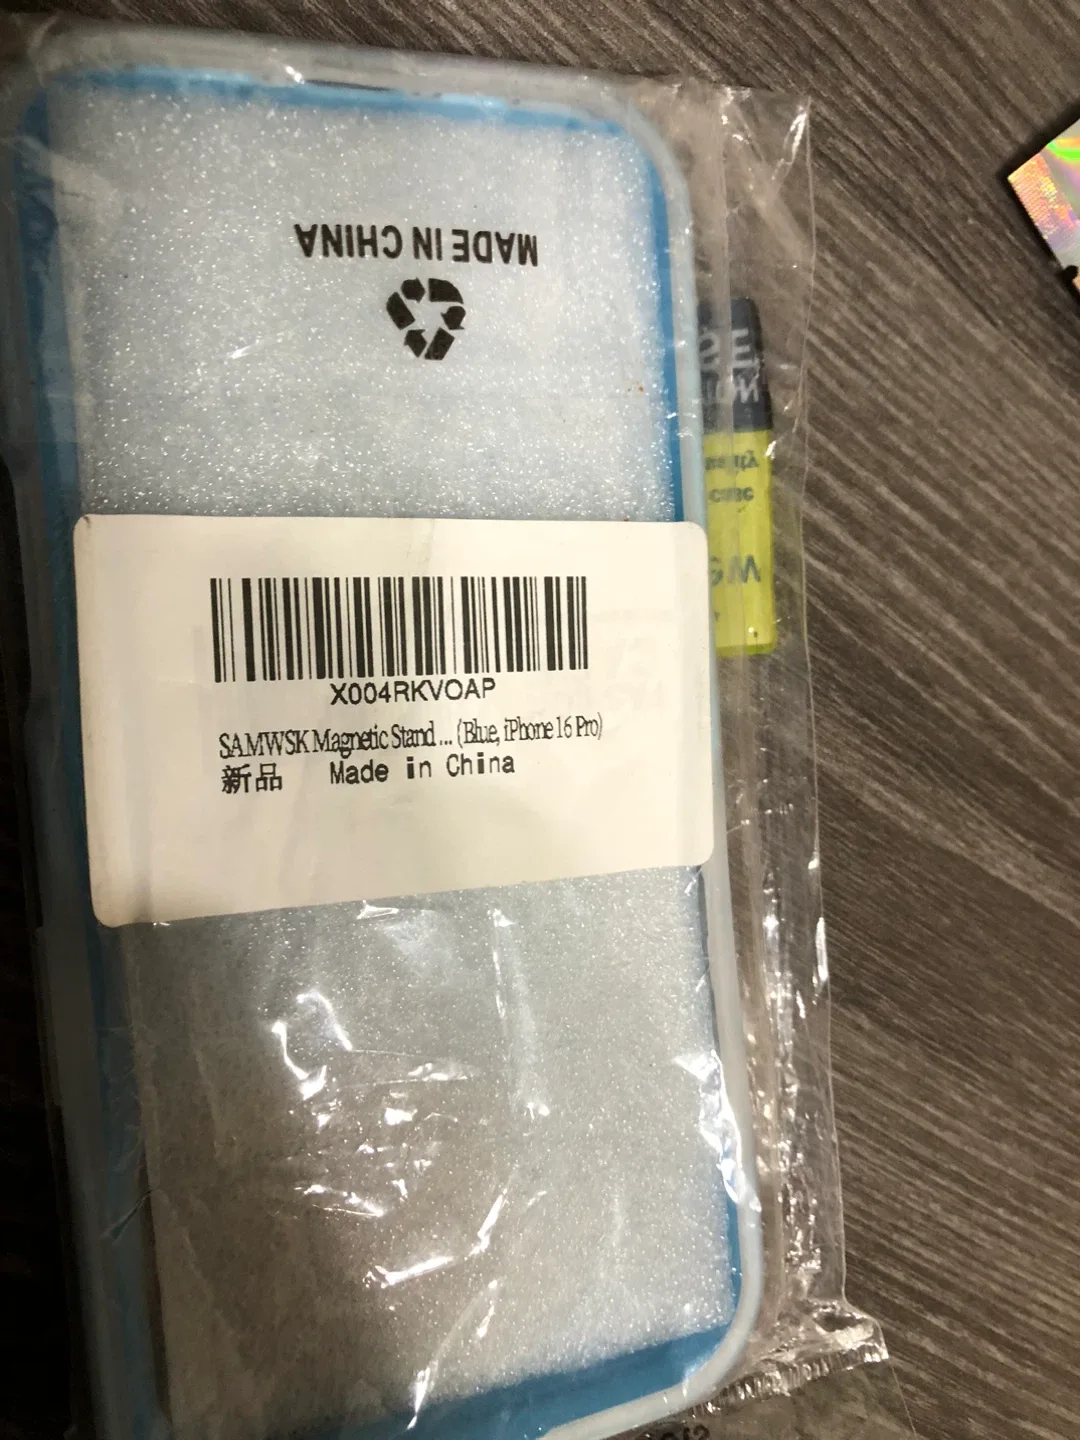 MADE IN CHINA
X004RKVOAP
SAMWSK Magnetic Stand ... (Blue, iPhone 16 Pro)
新品 Made in China